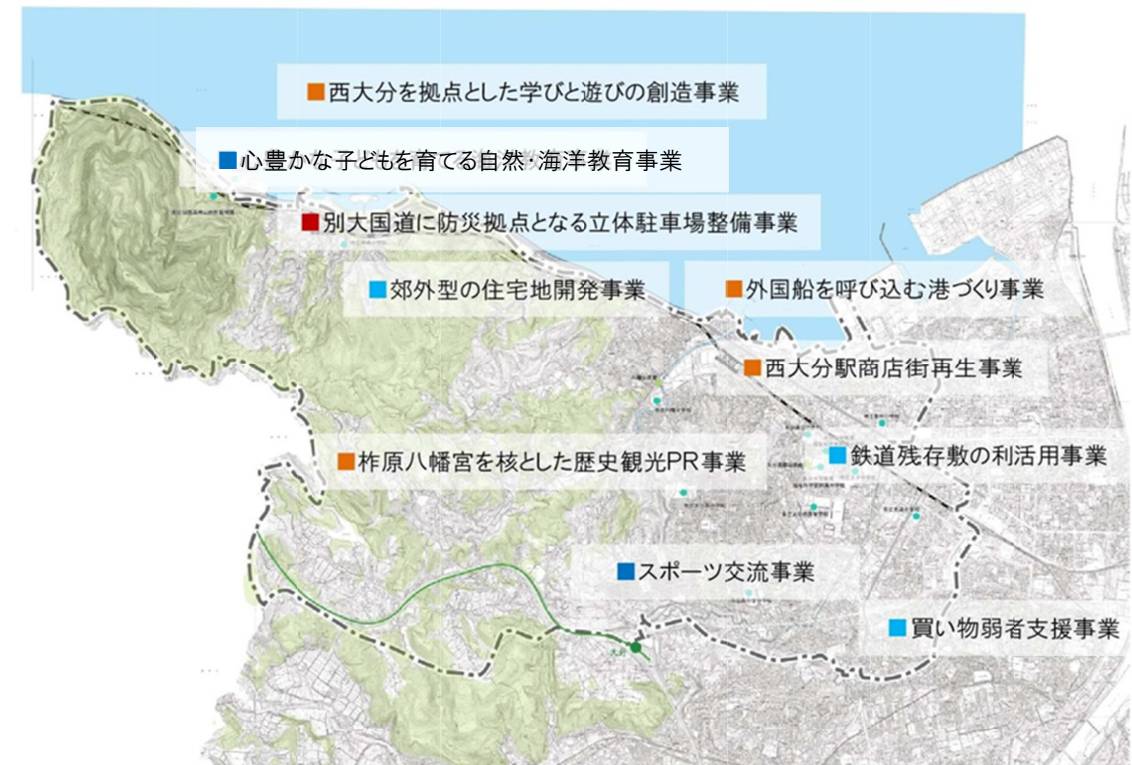 ■西大分を拠点とした学びと遊びの創造事業
■心豊かな子どもを育てる自然・海洋教育事業
■別大国道に防災拠点となる立体駐車場整備事業
■郊外型の住宅地開発事業
■外国船を呼び込む港づくり事業
■西大分駅商店街再生事業
■柞原八幡宮を核とした歴史観光PR事業
■鉄道残存敷の利活用事業
■スポーツ交流事業
■買い物弱者支援事業